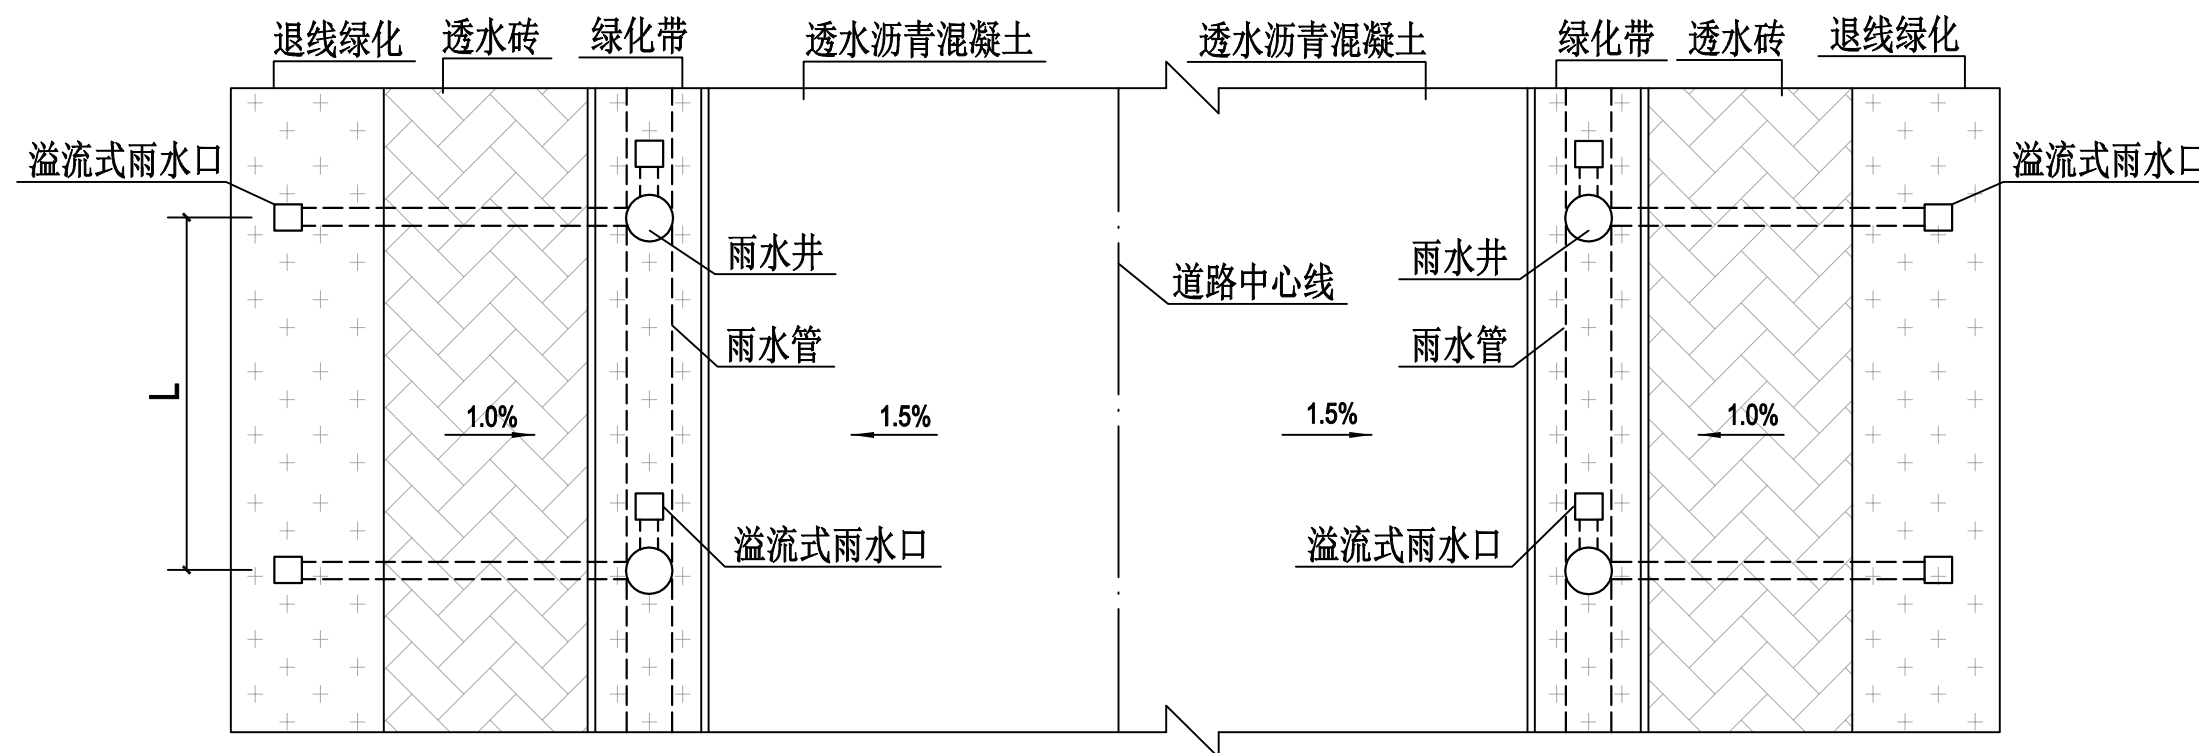 退线绿化
透水砖
绿化带
透水沥青混凝土
透水沥青混凝土
绿化带
透水砖
退线绿化
溢流式雨水口
溢流式雨水口
雨水井
雨水井
道路中心线
雨水管
雨水管
L
1.0%
1.5%
1.5%
1.0%
溢流式雨水口
溢流式雨水口